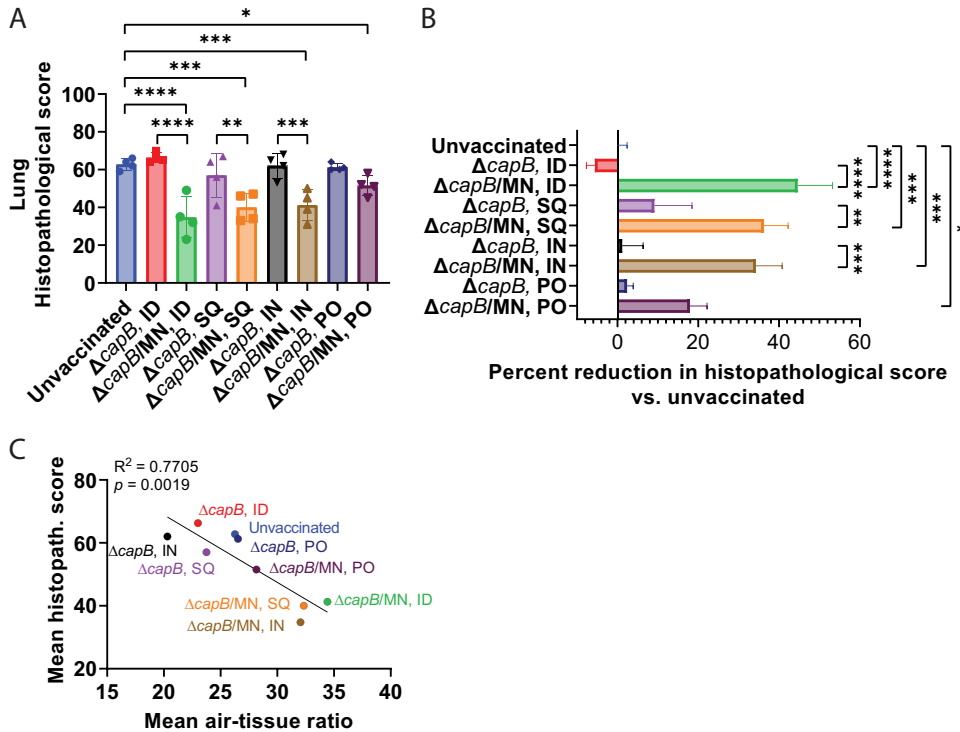 A
*
***
***
****
**** ** ***
100
80
60
40
20
0
Lung
Histopathological score
Unvaccinated
ΔcapB, ID
ΔcapB/MN, ID
ΔcapB, SQ
ΔcapB/MN, SQ
ΔcapB, IN
ΔcapB/MN, IN
ΔcapB, PO
ΔcapB/MN, PO
B
Unvaccinated
ΔcapB, ID
ΔcapB/MN, ID
ΔcapB, SQ
ΔcapB/MN, SQ
ΔcapB, IN
ΔcapB/MN, IN
ΔcapB, PO
ΔcapB/MN, PO
****
**
***
****
***
***
*
0 20 40 60
Percent reduction in histopathological score
vs. unvaccinated
C
R² = 0.7705
p = 0.0019
80
60
40
20
Mean histopath. score
ΔcapB, ID
Unvaccinated
ΔcapB, IN
ΔcapB, PO
ΔcapB, SQ
ΔcapB/MN, PO
ΔcapB/MN, SQ
ΔcapB/MN, ID
ΔcapB/MN, IN
15 20 25 30 35 40
Mean air-tissue ratio